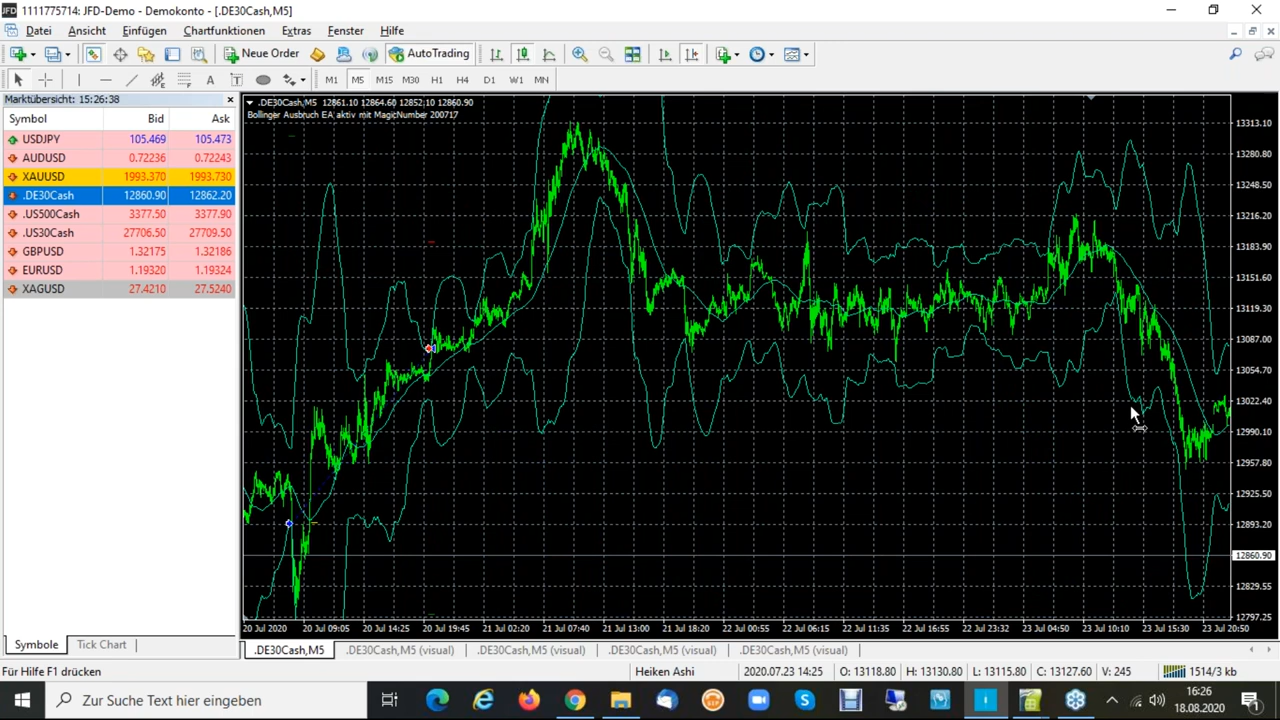 1111775714: JFD-Demo - Demokonto - [.DE30Cash,M5]
Datei Ansicht Einfügen Chartfunktionen Extras Fenster Hilfe
New Order AutoTrading
A T M1 M5 M15 M30 H1 H4 D1 W1 MN
Marktübersicht: 15:26:38
Symbol Bid Ask
USDJPY 105.469 105.473
AUDUSD 0.72236 0.72243
XAUUSD 1993.370 1993.730
.DE30Cash 12860.90 12862.20
.US500Cash 3377.50 3377.90
.US30Cash 27706.50 27709.50
GBPUSD 1.32175 1.32186
EURUSD 1.19320 1.19324
XAGUSD 27.4210 27.5240
Symbole Tick Chart
.DE30Cash,M5 12861.10 12864.60 12852.10 12860.90
Bollinger Ausbruch EA aktiv mit MagicNumber 200717
13313.10
13280.80
13248.50
13216.20
13183.90
13151.60
13119.30
13087.00
13054.70
13022.40
12990.10
12957.80
12925.50
12893.20
12860.90
12829.55
12797.25
20 Jul 2020 20 Jul 09:05 20 Jul 14:25 20 Jul 19:45 21 Jul 02:20 21 Jul 07:40 21 Jul 13:00 21 Jul 18:20 22 Jul 00:55 22 Jul 06:15 22 Jul 11:35 22 Jul 16:55 22 Jul 23:32 23 Jul 04:50 23 Jul 10:10 23 Jul 15:30 23 Jul 20:50
.DE30Cash,M5 .DE30Cash,M5 (visual) .DE30Cash,M5 (visual) .DE30Cash,M5 (visual) .DE30Cash,M5 (visual)
Für Hilfe F1 drücken Heiken Ashi 2020.07.23 14:25 O: 13118.80 H: 13130.80 L: 13115.80 C: 13127.60 V: 245 1514/3 kb
Zur Suche Text hier eingeben
16:26
18.08.2020